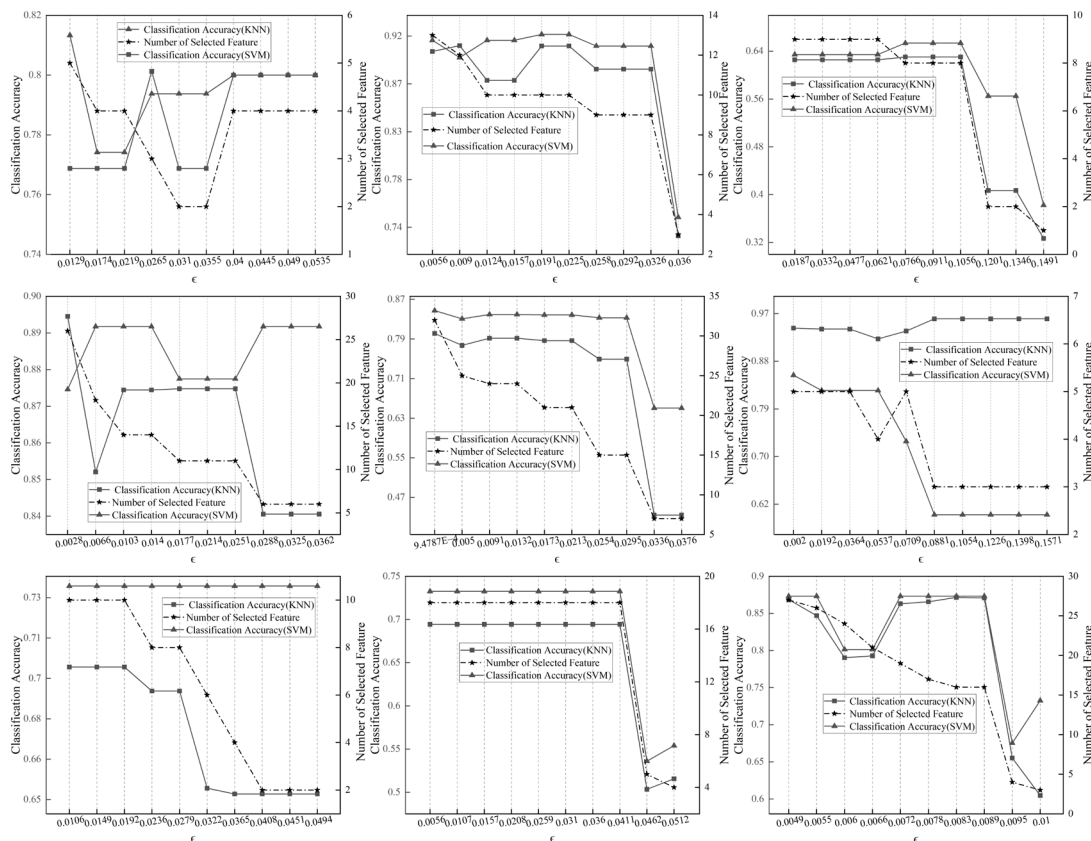 0.82
0.8
0.78
0.76
0.74
Classification Accuracy
Classification Accuracy(KNN)
Number of Selected Feature
Classification Accuracy(SVM)
6
5
4
3
2
1
Number of Selected Feature
0.0129 0.0174 0.0219 0.0265 0.031 0.0355 0.04 0.0445 0.049 0.0535
ϵ
0.92
0.87
0.83
0.78
0.74
Classification Accuracy
Classification Accuracy(KNN)
Number of Selected Feature
Classification Accuracy(SVM)
14
12
10
8
6
4
2
Number of Selected Feature
0.0056 0.009 0.0124 0.0157 0.0191 0.0225 0.0258 0.0292 0.0326 0.036
ϵ
0.64
0.56
0.48
0.4
0.32
Classification Accuracy
Classification Accuracy(KNN)
Number of Selected Feature
Classification Accuracy(SVM)
10
8
6
4
2
0
Number of Selected Feature
0.0187 0.0332 0.0477 0.0621 0.0766 0.0911 0.1056 0.1201 0.1346 0.1491
ϵ
0.90
0.89
0.88
0.87
0.86
0.85
0.84
Classification Accuracy
Classification Accuracy(KNN)
Number of Selected Feature
Classification Accuracy(SVM)
30
25
20
15
10
5
Number of Selected Feature
0.0028 0.0066 0.0103 0.014 0.0177 0.0214 0.0251 0.0288 0.0325 0.0362
ϵ
0.87
0.79
0.71
0.63
0.55
0.47
Classification Accuracy
Classification Accuracy(KNN)
Number of Selected Feature
Classification Accuracy(SVM)
35
30
25
20
15
10
5
Number of Selected Feature
9.4787E-4 0.005 0.0091 0.0132 0.0173 0.0213 0.0254 0.0295 0.0336 0.0376
ϵ
0.97
0.88
0.79
0.70
0.62
Classification Accuracy
Classification Accuracy(KNN)
Number of Selected Feature
Classification Accuracy(SVM)
7
6
5
4
3
2
Number of Selected Feature
0.002 0.0192 0.0364 0.0537 0.0709 0.0881 0.1054 0.1226 0.1398 0.1571
ϵ
0.73
0.71
0.7
0.68
0.66
0.65
Classification Accuracy
Classification Accuracy(KNN)
Number of Selected Feature
Classification Accuracy(SVM)
10
8
6
4
2
Number of Selected Feature
0.0106 0.0149 0.0192 0.0236 0.0279 0.0322 0.0365 0.0408 0.0451 0.0494
ϵ
0.75
0.7
0.65
0.6
0.55
0.5
Classification Accuracy
Classification Accuracy(KNN)
Number of Selected Feature
Classification Accuracy(SVM)
20
16
12
8
4
Number of Selected Feature
0.0056 0.0107 0.0157 0.0208 0.0259 0.031 0.036 0.0411 0.0462 0.0512
ϵ
0.9
0.85
0.8
0.75
0.7
0.65
0.6
Classification Accuracy
Classification Accuracy(KNN)
Number of Selected Feature
Classification Accuracy(SVM)
30
25
20
15
10
5
0
Number of Selected Feature
0.0049 0.0055 0.006 0.0066 0.0072 0.0078 0.0083 0.0089 0.0095 0.01
ϵ